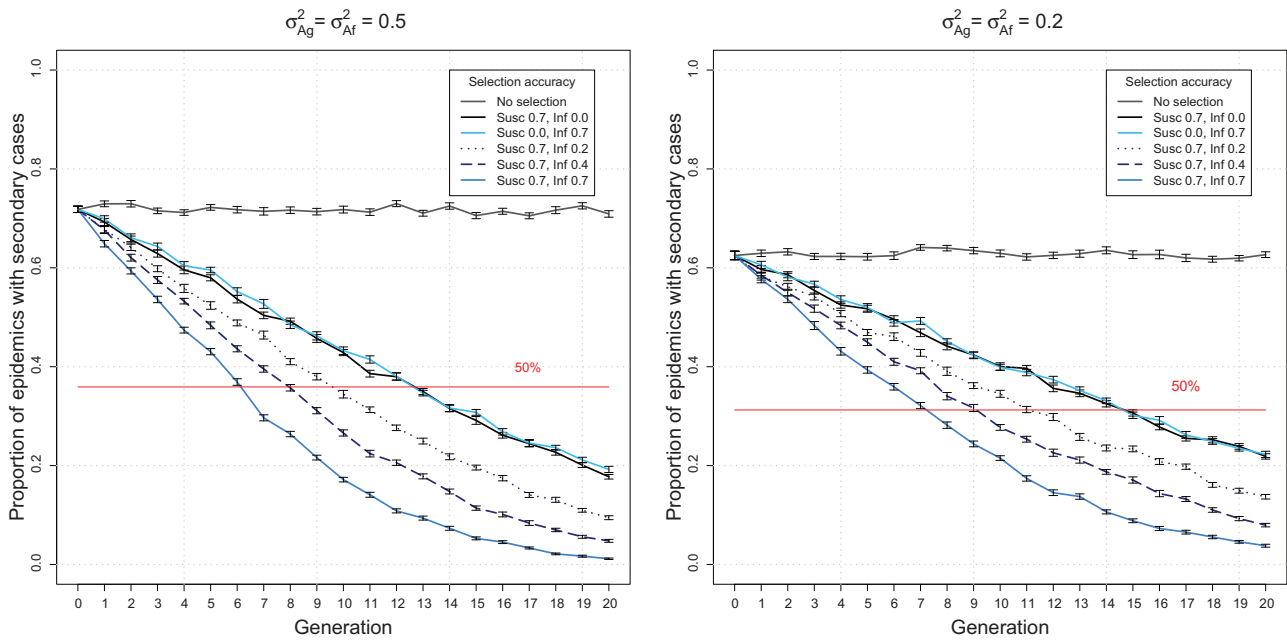 σ²Ag = σ²Af = 0.5
Proportion of epidemics with secondary cases
1.0
0.8
0.6
0.4
0.2
0.0
Selection accuracy
No selection
Susc 0.7, Inf 0.0
Susc 0.0, Inf 0.7
Susc 0.7, Inf 0.2
Susc 0.7, Inf 0.4
Susc 0.7, Inf 0.7
50%
0 1 2 3 4 5 6 7 8 9 10 11 12 13 14 15 16 17 18 19 20
Generation
σ²Ag = σ²Af = 0.2
Proportion of epidemics with secondary cases
1.0
0.8
0.6
0.4
0.2
0.0
Selection accuracy
No selection
Susc 0.7, Inf 0.0
Susc 0.0, Inf 0.7
Susc 0.7, Inf 0.2
Susc 0.7, Inf 0.4
Susc 0.7, Inf 0.7
50%
0 1 2 3 4 5 6 7 8 9 10 11 12 13 14 15 16 17 18 19 20
Generation